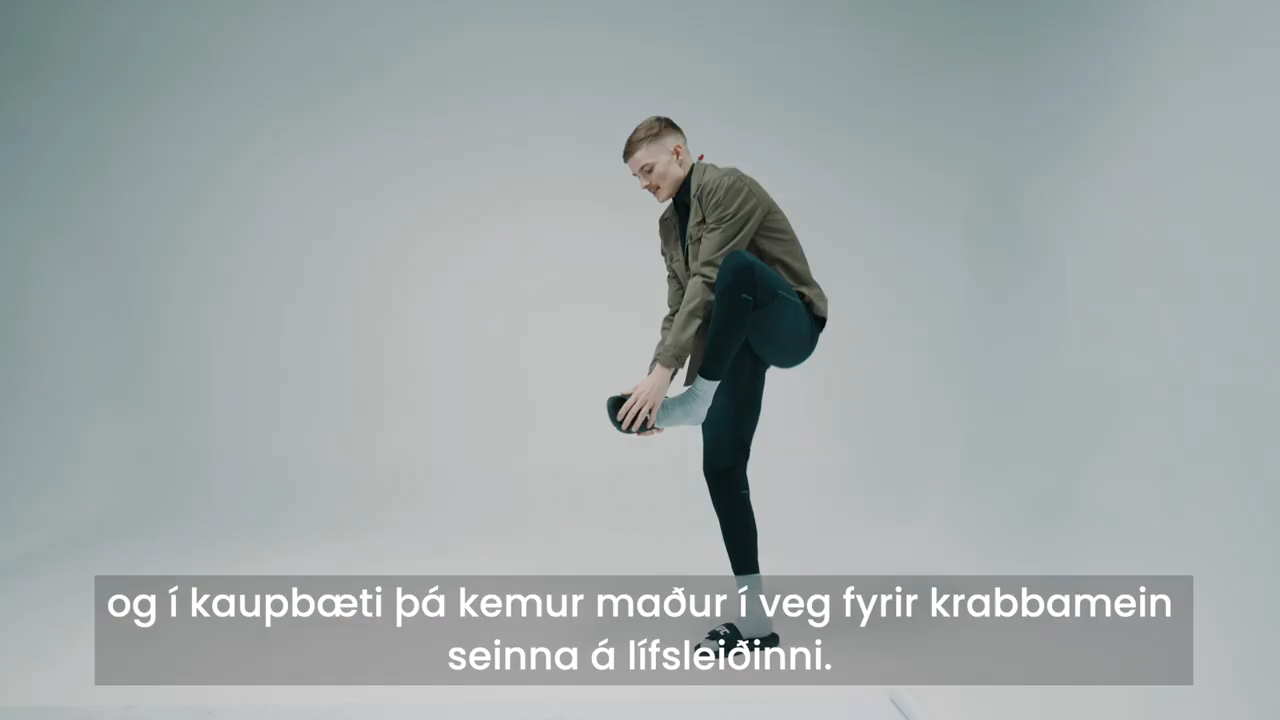 og í kaupbæti þá kemur maður í veg fyrir krabbamein
seinna á lífsleiðinni.